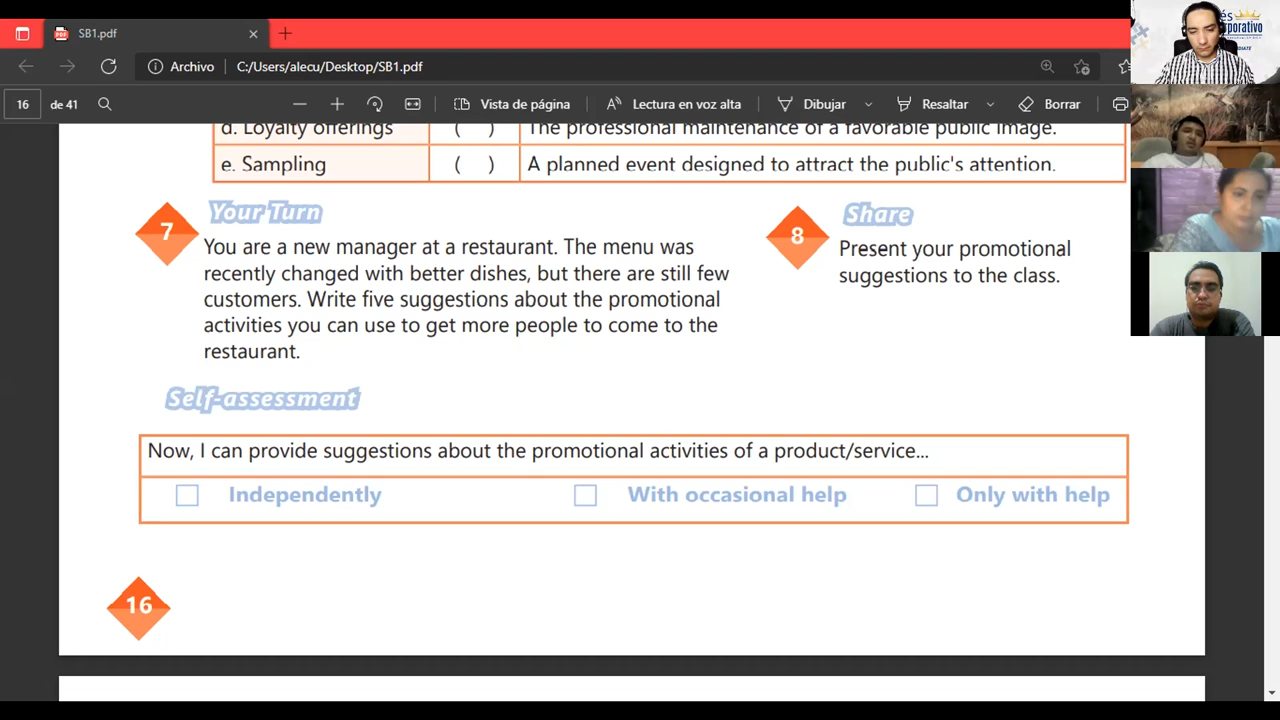 SB1.pdf
Archivo C:/Users/alecu/Desktop/SB1.pdf
16 de 41 Vista de página Lectura en voz alta Dibujar Resaltar Borrar
d. Loyalty offerings ( ) The professional maintenance of a favorable public image.
e. Sampling ( ) A planned event designed to attract the public's attention.
7 Your Turn
You are a new manager at a restaurant. The menu was
recently changed with better dishes, but there are still few
customers. Write five suggestions about the promotional
activities you can use to get more people to come to the
restaurant.
8 Share
Present your promotional
suggestions to the class.
Self-assessment
Now, I can provide suggestions about the promotional activities of a product/service...
Independently With occasional help Only with help
16